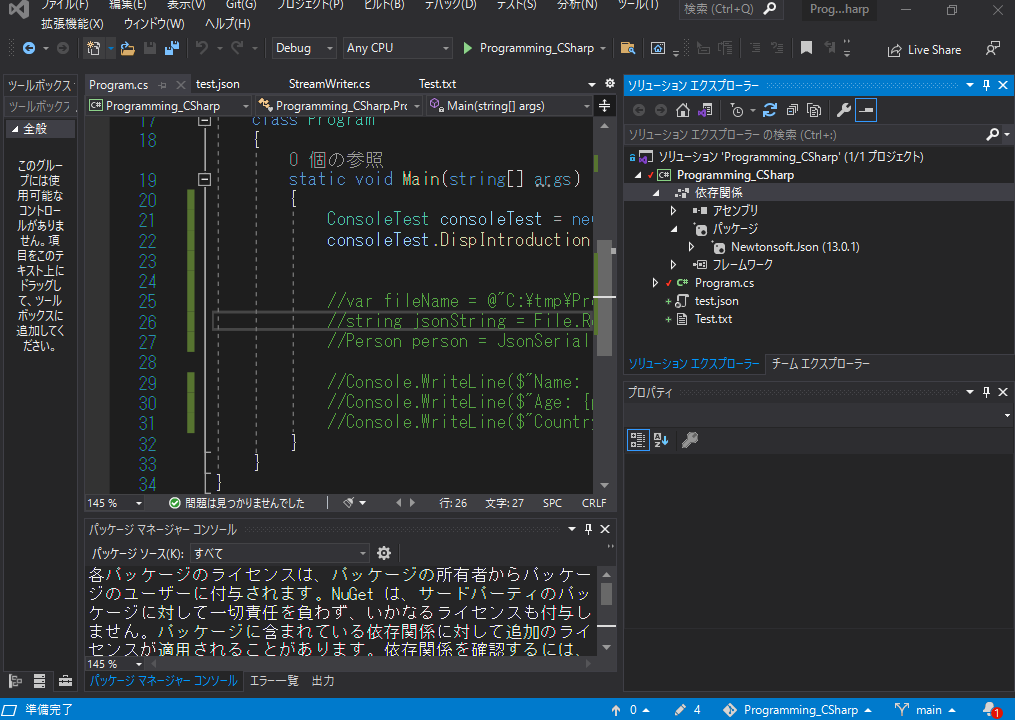 ファイル(F) 編集(E) 表示(V) Git(G) プロジェクト(P) ビルド(B) デバッグ(D) テスト(S) 分析(N) ツール(T) 検索 (Ctrl+Q) Prog...harp
拡張機能(X) ウィンドウ(W) ヘルプ(H)
Debug Any CPU Programming_CSharp Live Share
ツールボックス
ツールボックス
全般
このグルー
プには使
用可能な
コントロー
ルがありま
せん。項
目をこのテ
キスト上に
ドラッグし
て、ツール
ボックスに
追加してく
ださい。
Program.cs test.json StreamWriter.cs Test.txt
Programming_CSharp Programming_CSharp.Pro Main(string[] args)
17 class Program
18 {
0 個の参照
19 static void Main(string[] args)
20 {
21 ConsoleTest consoleTest = new
22 consoleTest.DispIntroduction
23
24
25 //var fileName = @"C:\tmp\Pr
26 //string jsonString = File.Re
27 //Person person = JsonSerial
28
29 //Console.WriteLine($"Name:
30 //Console.WriteLine($"Age: {p
31 //Console.WriteLine($"Country
32 }
33 }
34 }
145 % 問題は見つかりませんでした 行: 26 文字: 27 SPC CRLF
パッケージ マネージャー コンソール
パッケージ ソース(K): すべて
各パッケージのライセンスは、パッケージの所有者からパッケー
ジのユーザーに付与されます。NuGet は、サードパーティのパッ
ケージに対して一切責任を負わず、いかなるライセンスも付与し
ません。パッケージに含まれている依存関係に対して追加のライ
センスが適用されることがあります。依存関係を確認するには、
145 %
パッケージ マネージャー コンソール エラー一覧 出力
ソリューション エクスプローラー
ソリューション エクスプローラー の検索 (Ctrl+:)
ソリューション 'Programming_CSharp' (1/1 プロジェクト)
C# Programming_CSharp
依存関係
アセンブリ
パッケージ
Newtonsoft.Json (13.0.1)
フレームワーク
C# Program.cs
test.json
Test.txt
ソリューション エクスプローラー チーム エクスプローラー
プロパティ
準備完了 0 4 Programming_CSharp main 1